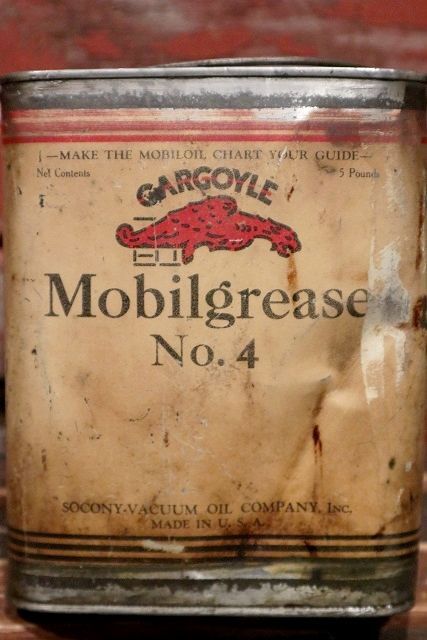 —MAKE THE MOBILOIL CHART YOUR GUIDE—
Net Contents 5 Pounds
GARGOYLE
Mobilgrease
No. 4
SOCONY-VACUUM OIL COMPANY, INC.
MADE IN U.S.A.